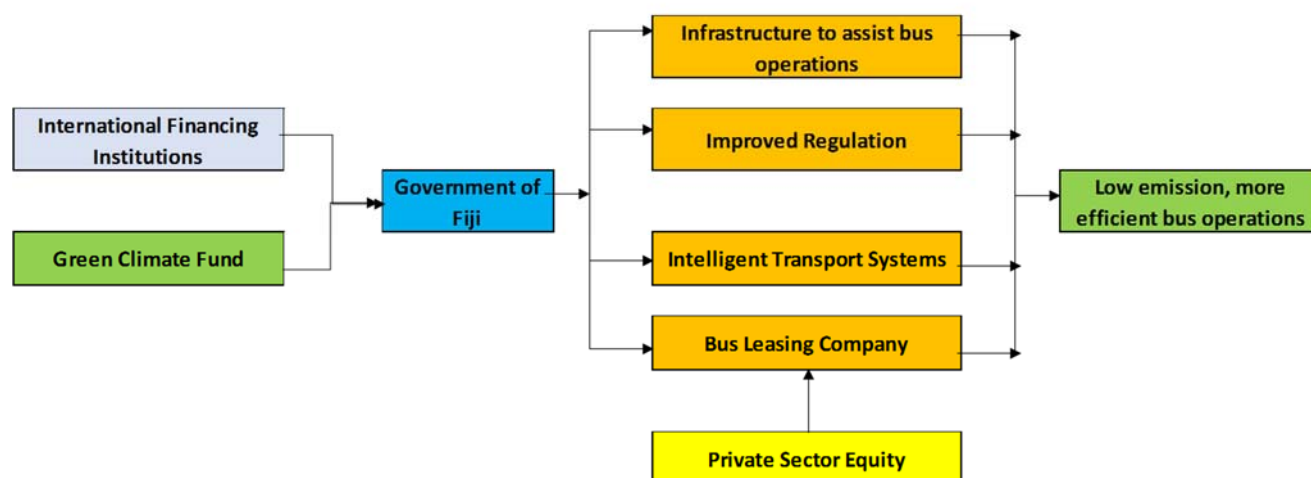 Infrastructure to assist bus
operations
International Financing
Institutions
Improved Regulation
Government of
Fiji
Low emission, more
efficient bus operations
Green Climate Fund
Intelligent Transport Systems
Bus Leasing Company
Private Sector Equity